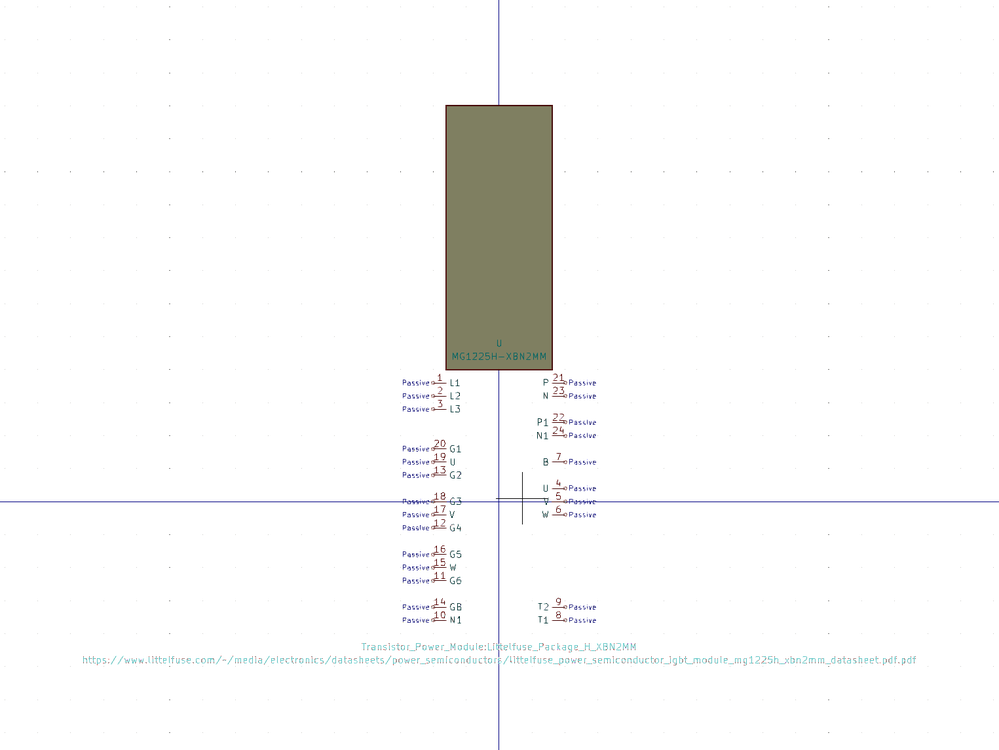 U
MG1225H-XBN2MM
Passive 1 L1 P 21 Passive
Passive 2 L2 N 23 Passive
Passive 3 L3
P1 22 Passive
N1 24 Passive
Passive 20 G1
Passive 19 U B 7 Passive
Passive 13 G2
U 4 Passive
Passive 18 G3 V 5 Passive
Passive 17 V W 6 Passive
Passive 12 G4
Passive 16 G5
Passive 15 W
Passive 11 G6
Passive 14 GB T2 9 Passive
Passive 10 N1 T1 8 Passive
Transistor_Power_Module:Littelfuse_Package_H_XBN2MM
https://www.littelfuse.com/~/media/electronics/datasheets/power_semiconductors/littelfuse_power_semiconductor_igbt_module_mg1225h_xbn2mm_datasheet.pdf.pdf